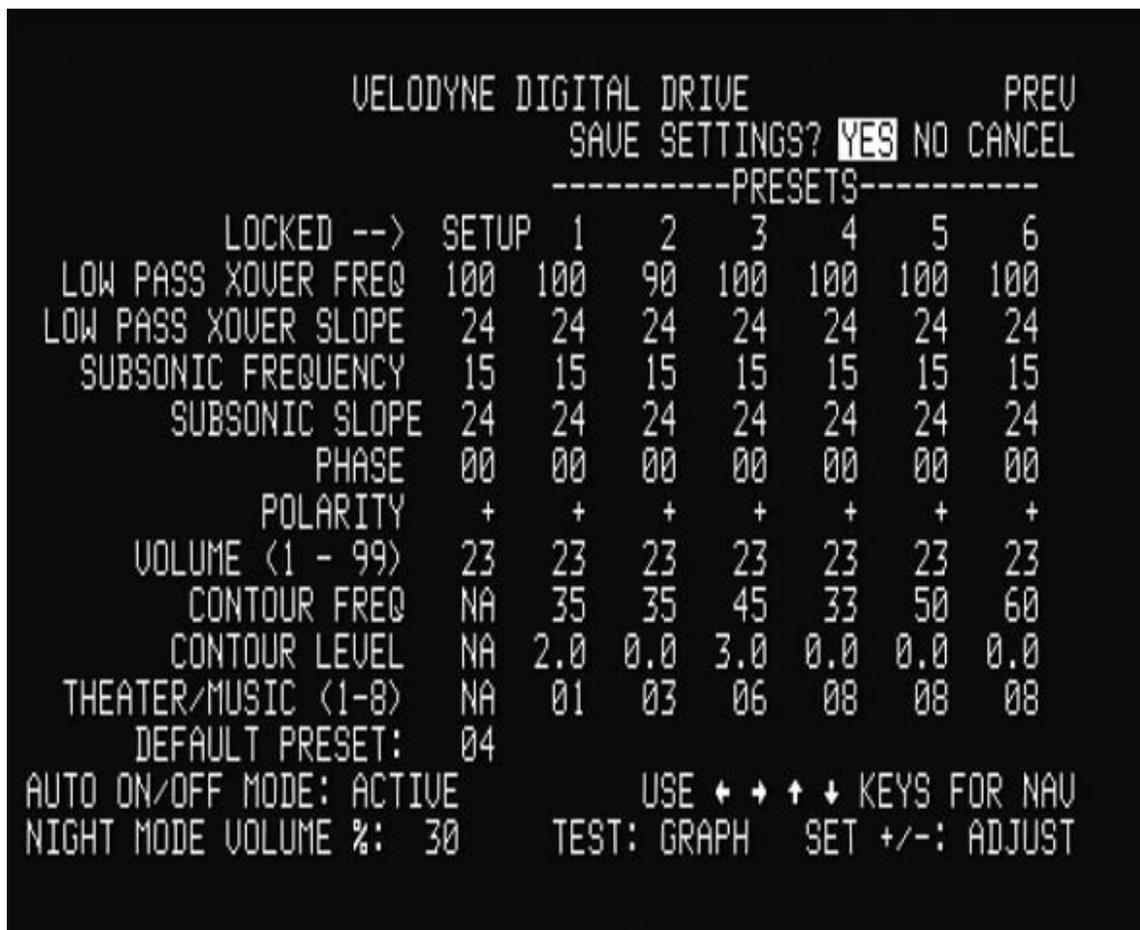 VELODYNE DIGITAL DRIVE PREV
SAVE SETTINGS? YES NO CANCEL
----------PRESETS----------
LOCKED --> SETUP 1 2 3 4 5 6
LOW PASS XOVER FREQ 100 100 90 100 100 100 100
LOW PASS XOVER SLOPE 24 24 24 24 24 24 24
SUBSONIC FREQUENCY 15 15 15 15 15 15 15
SUBSONIC SLOPE 24 24 24 24 24 24 24
PHASE 00 00 00 00 00 00 00
POLARITY + + + + + + +
VOLUME (1 - 99) 23 23 23 23 23 23 23
CONTOUR FREQ NA 35 35 45 33 50 60
CONTOUR LEVEL NA 2.0 0.0 3.0 0.0 0.0 0.0
THEATER/MUSIC (1-8) NA 01 03 06 08 08 08
DEFAULT PRESET: 04
AUTO ON/OFF MODE: ACTIVE USE ← → ↑ ↓ KEYS FOR NAV
NIGHT MODE VOLUME %: 30 TEST: GRAPH SET +/-: ADJUST